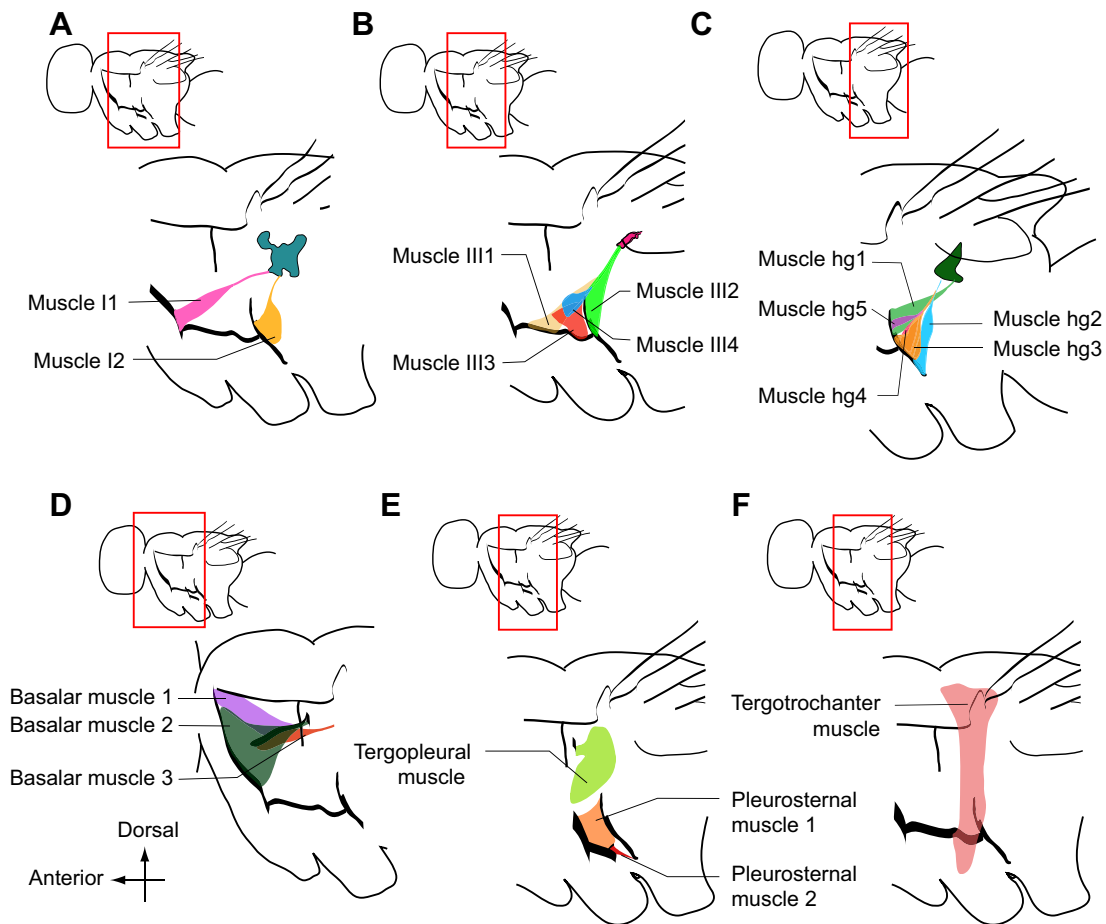 A
Muscle I1
Muscle I2
B
Muscle III1
Muscle III2
Muscle III3
Muscle III4
C
Muscle hg1
Muscle hg5
Muscle hg2
Muscle hg3
Muscle hg4
D
Basalar muscle 1
Basalar muscle 2
Basalar muscle 3
Dorsal
Anterior
E
Tergopleural
muscle
Pleurosternal
muscle 1
Pleurosternal
muscle 2
F
Tergotrochanter
muscle